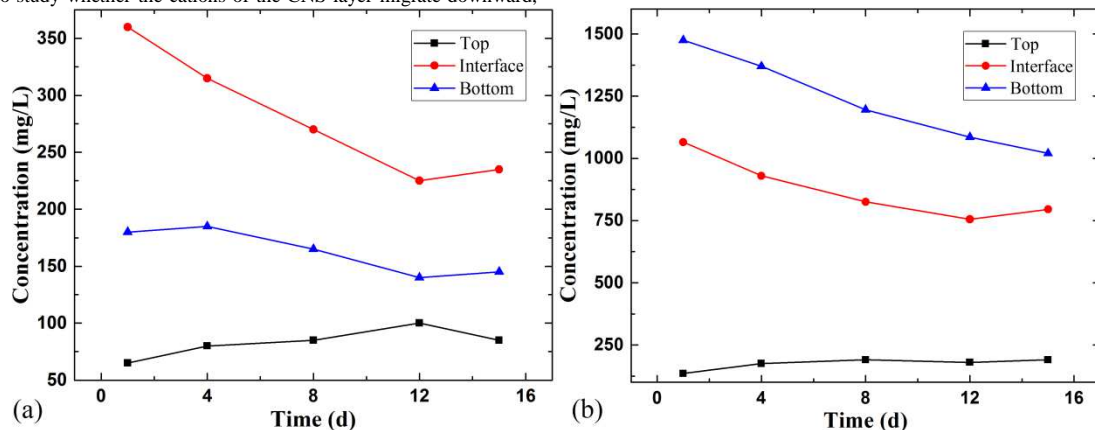 o study whether the cations of the CNS layer migrate downward,
350
300
250
200
150
100
50
Concentration (mg/L)
Top
Interface
Bottom
0 4 8 12 16
Time (d)
(a)
1500
1250
1000
750
500
250
Concentration (mg/L)
Top
Interface
Bottom
0 4 8 12 16
Time (d)
(b)